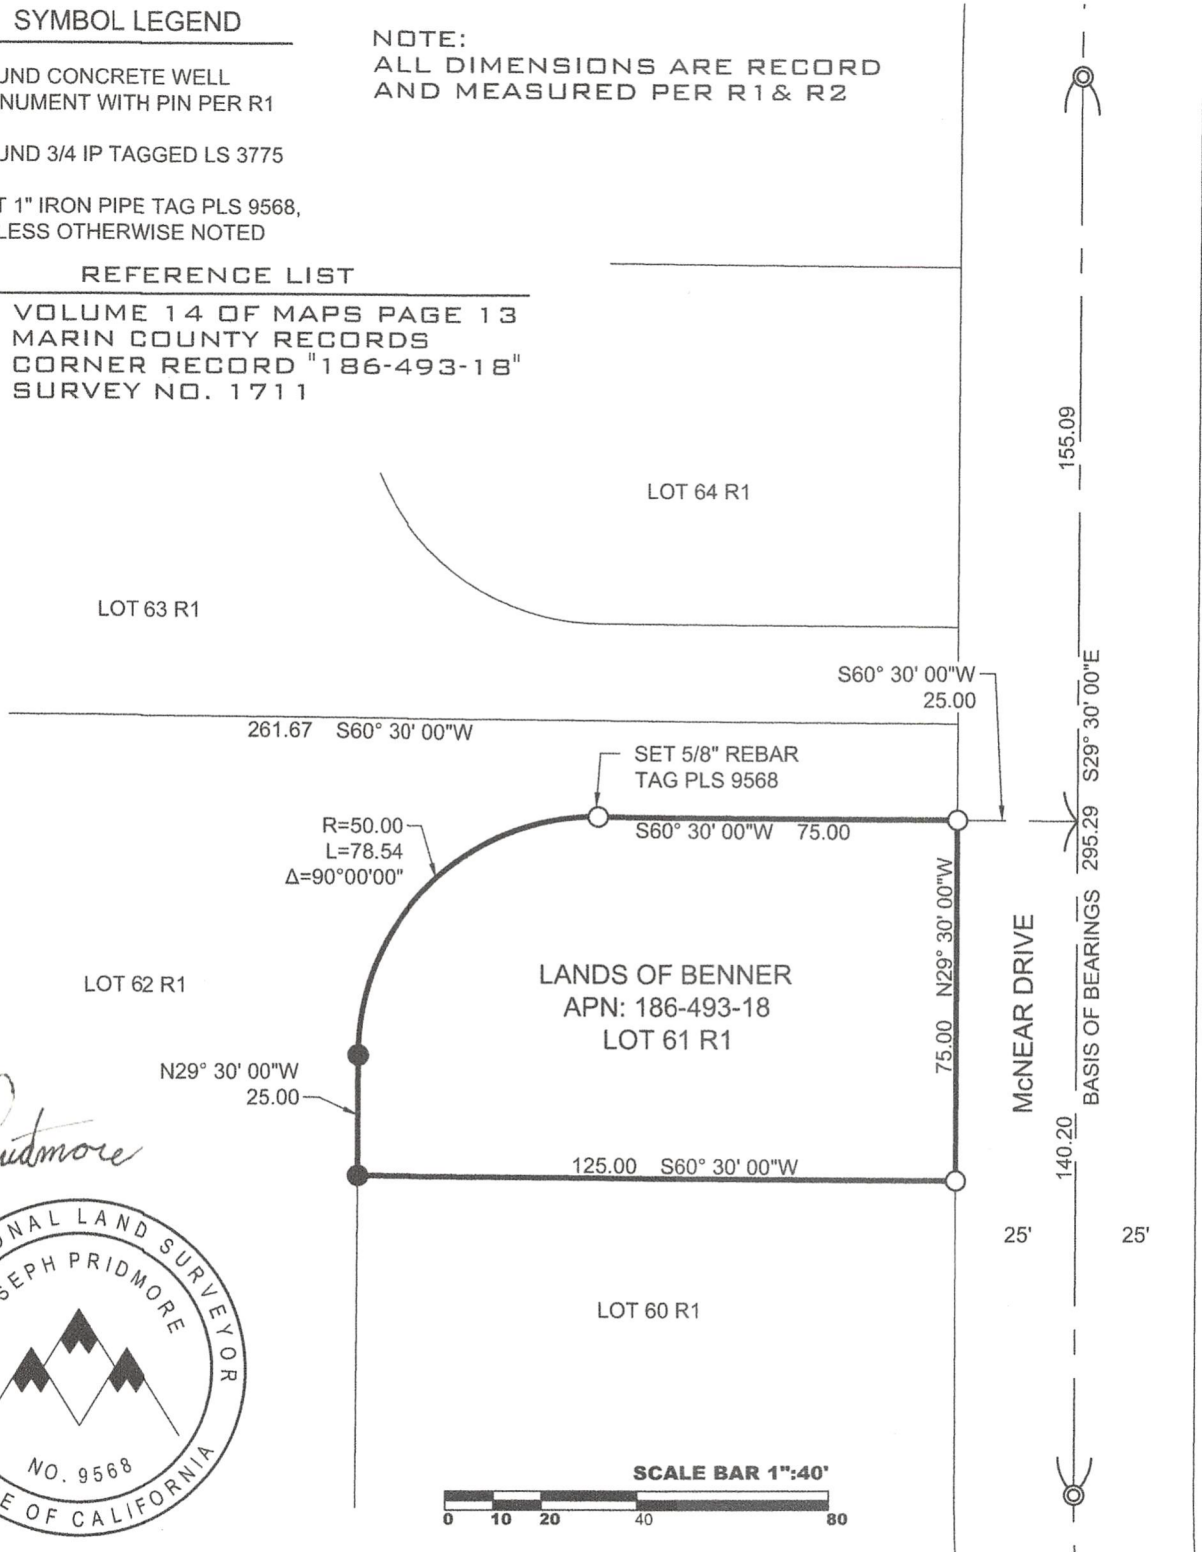 SYMBOL LEGEND
UND CONCRETE WELL
NUMENT WITH PIN PER R1
UND 3/4 IP TAGGED LS 3775
T 1" IRON PIPE TAG PLS 9568,
LESS OTHERWISE NOTED
NOTE:
ALL DIMENSIONS ARE RECORD
AND MEASURED PER R1& R2
REFERENCE LIST
VOLUME 14 OF MAPS PAGE 13
MARIN COUNTY RECORDS
CORNER RECORD "186-493-18"
SURVEY NO. 1711
155.09
LOT 64 R1
LOT 63 R1
S60° 30' 00"W
25.00
261.67 S60° 30' 00"W
SET 5/8" REBAR
TAG PLS 9568
R=50.00
L=78.54
Δ=90°00'00"
S60° 30' 00"W 75.00
BASIS OF BEARINGS 295.29 S29° 30' 00"E
75.00 N29° 30' 00"W
McNEAR DRIVE
LANDS OF BENNER
APN: 186-493-18
LOT 61 R1
LOT 62 R1
N29° 30' 00"W
25.00
140.20
125.00 S60° 30' 00"W
25'
25'
LOT 60 R1
udmore
ONAL LAND SURVEYOR
SEPH PRIDMORE
NO. 9568
E OF CALIFORNIA
SCALE BAR 1":40'
0 10 20 40 80